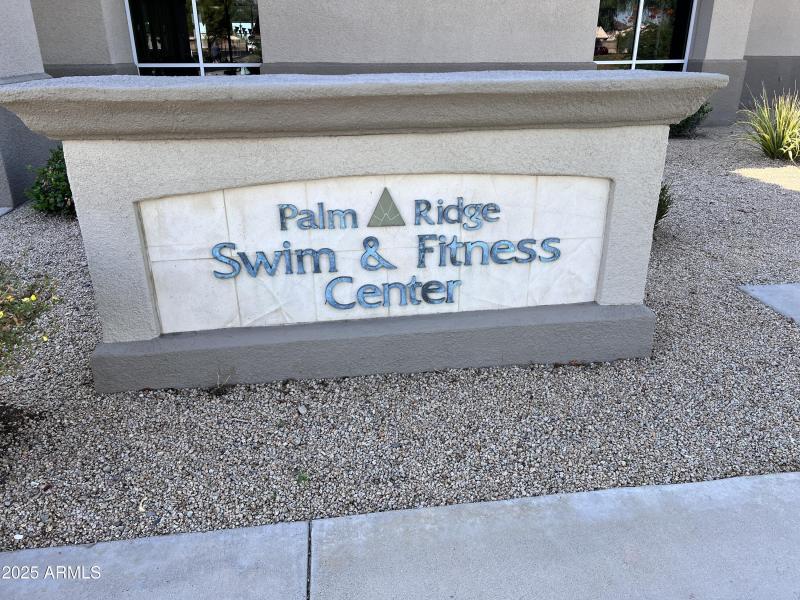 Palm Ridge
Swim & Fitness
Center
2025 ARMLS